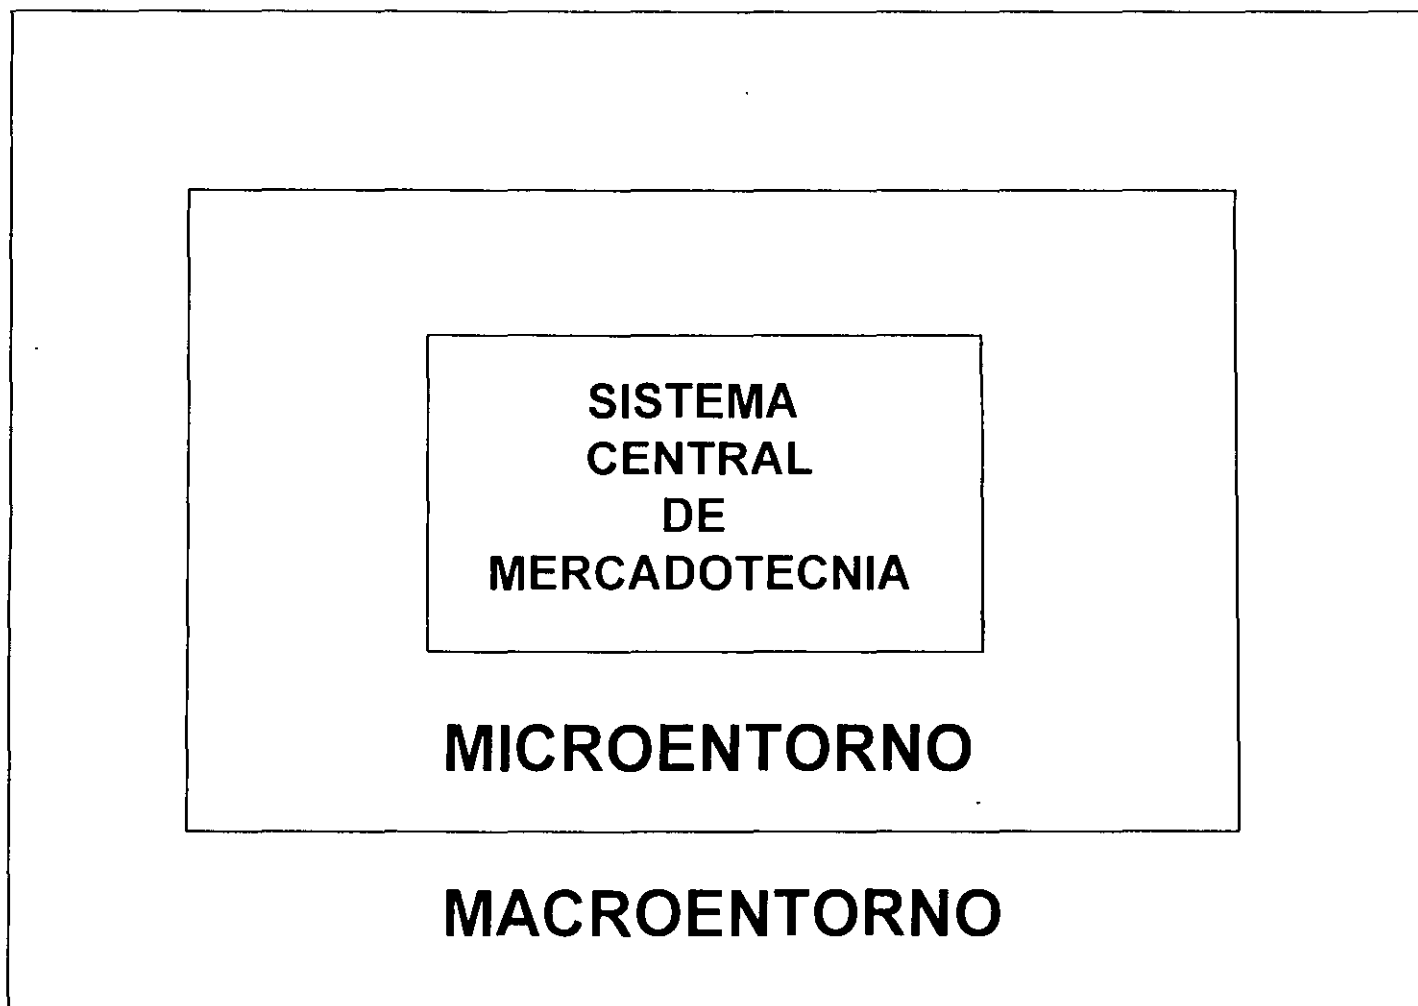 SISTEMA
CENTRAL
DE
MERCADOTECNIA
MICROENTORNO
MACROENTORNO